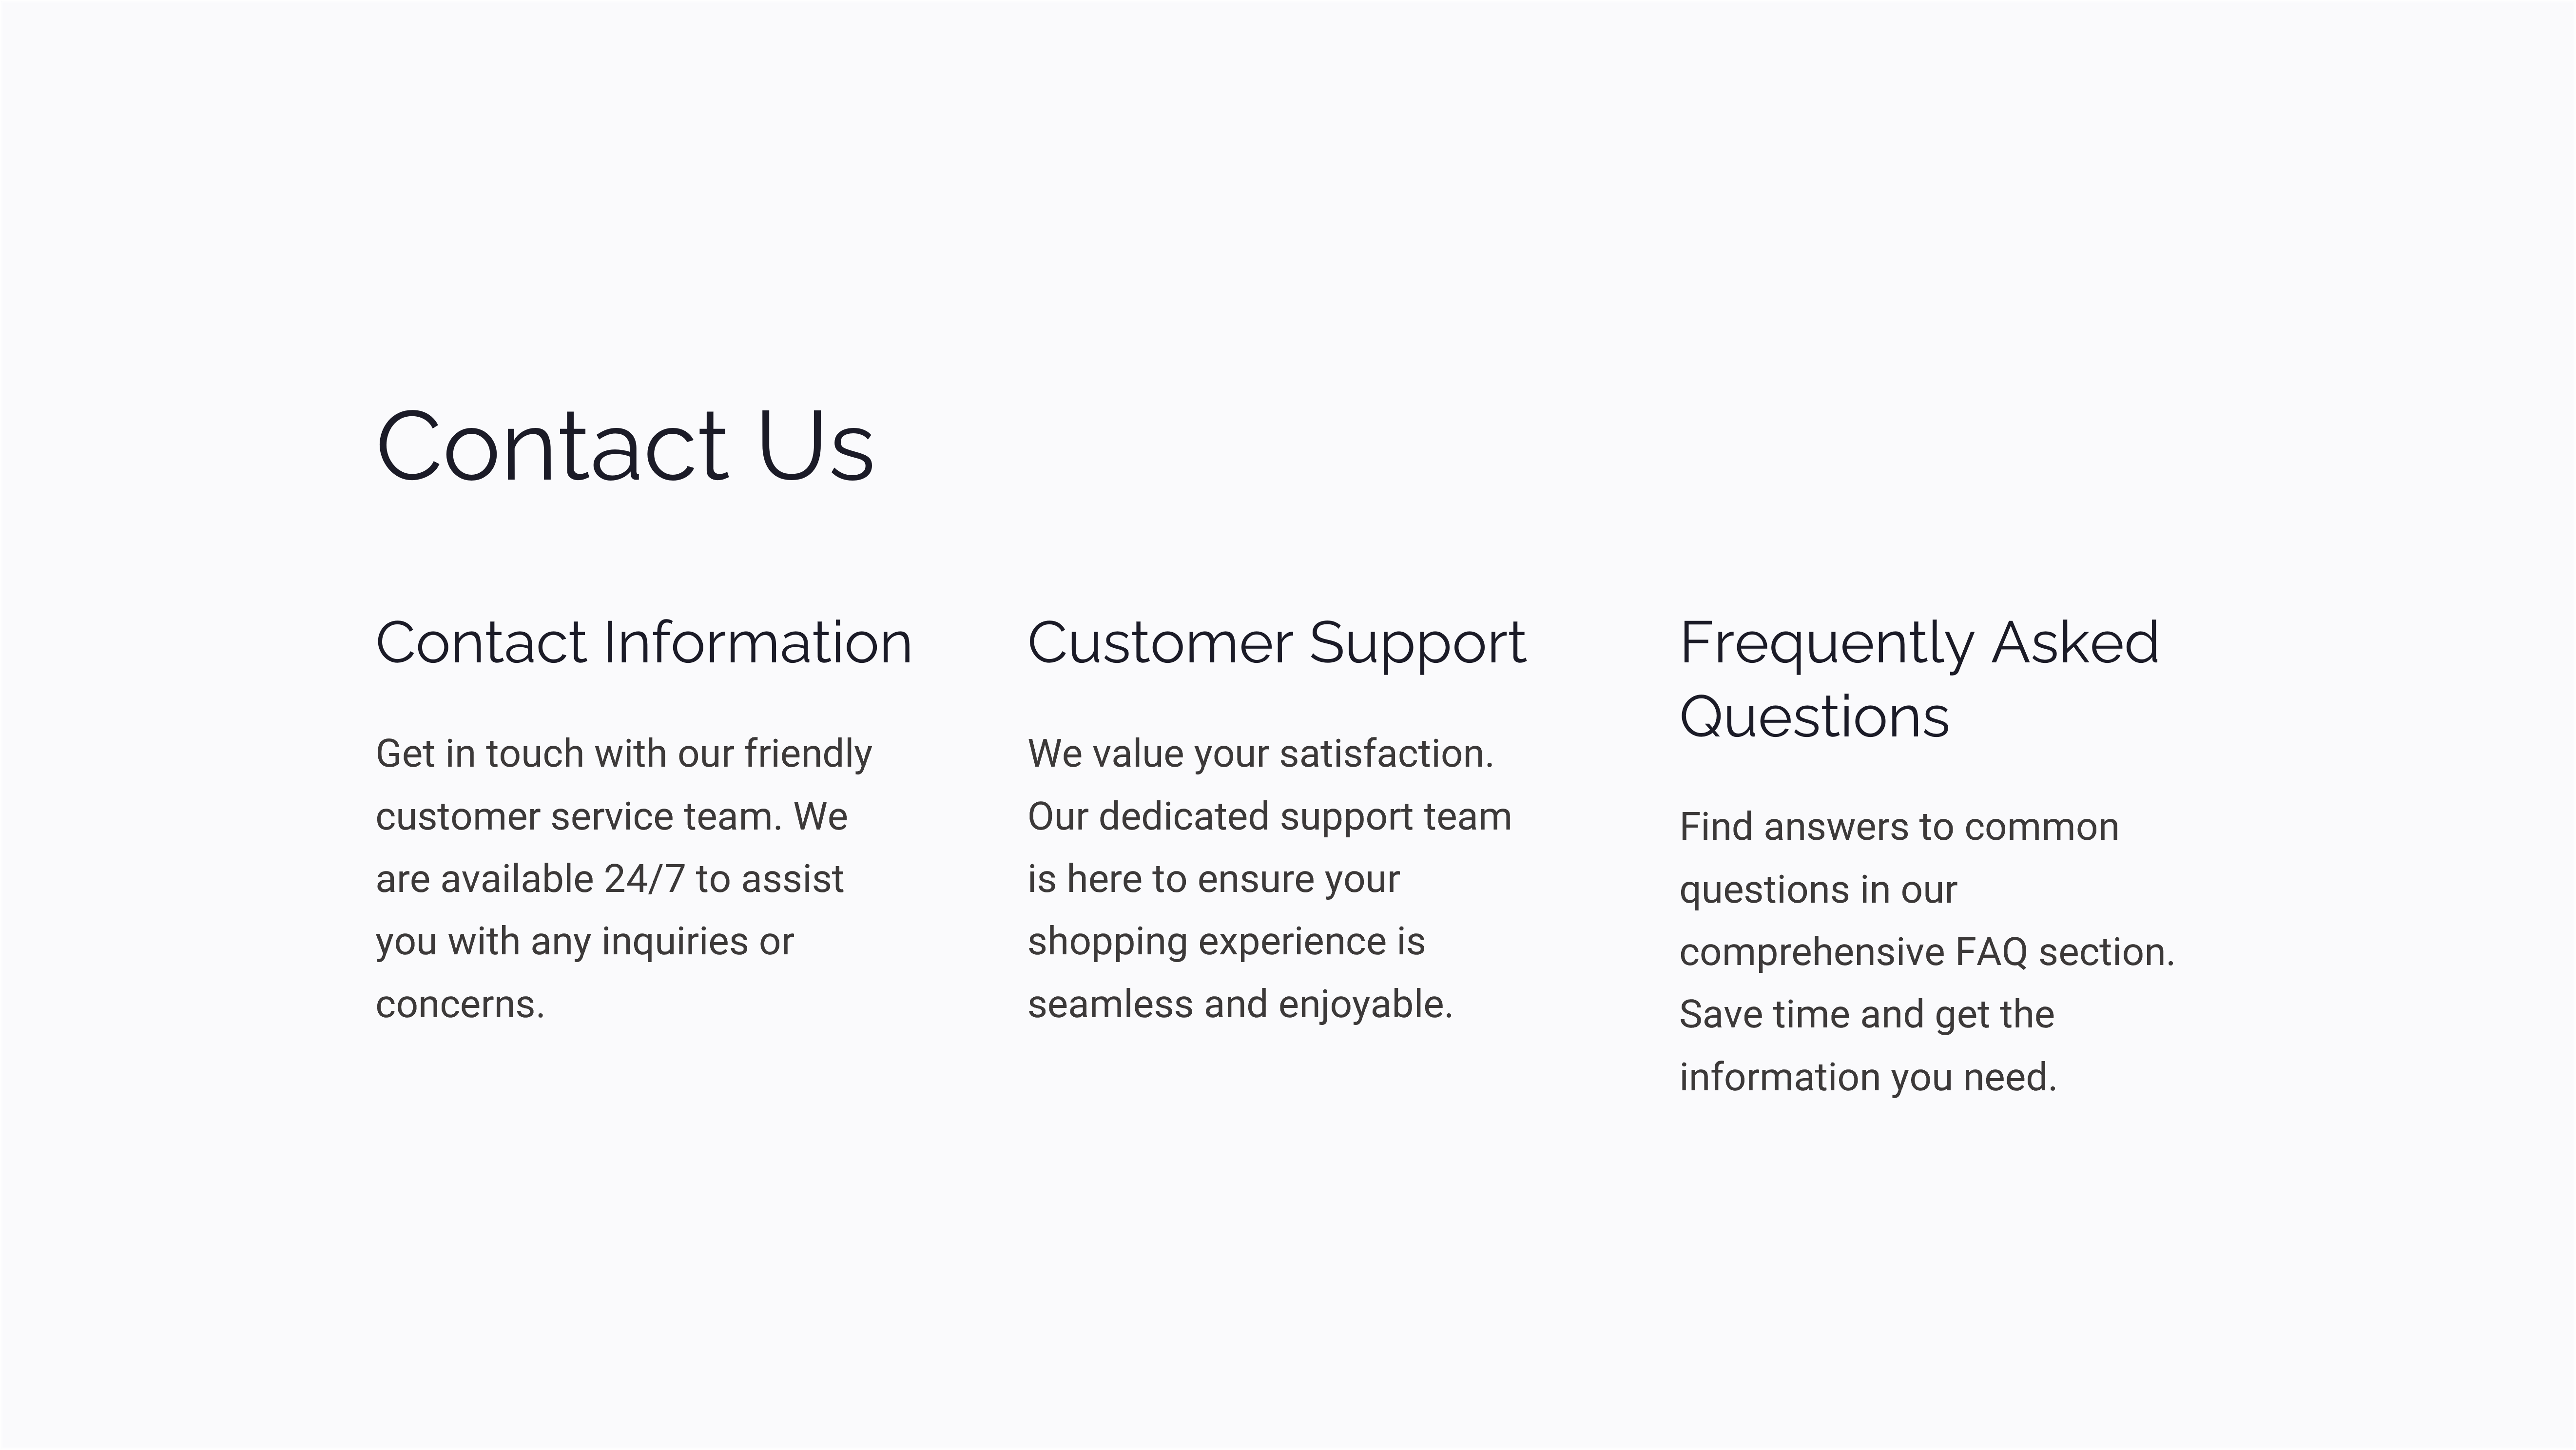 Contact Us
Contact Information
Get in touch with our friendly
customer service team. We
are available 24/7 to assist
you with any inquiries or
concerns.
Customer Support
We value your satisfaction.
Our dedicated support team
is here to ensure your
shopping experience is
seamless and enjoyable.
Frequently Asked
Questions
Find answers to common
questions in our
comprehensive FAQ section.
Save time and get the
information you need.